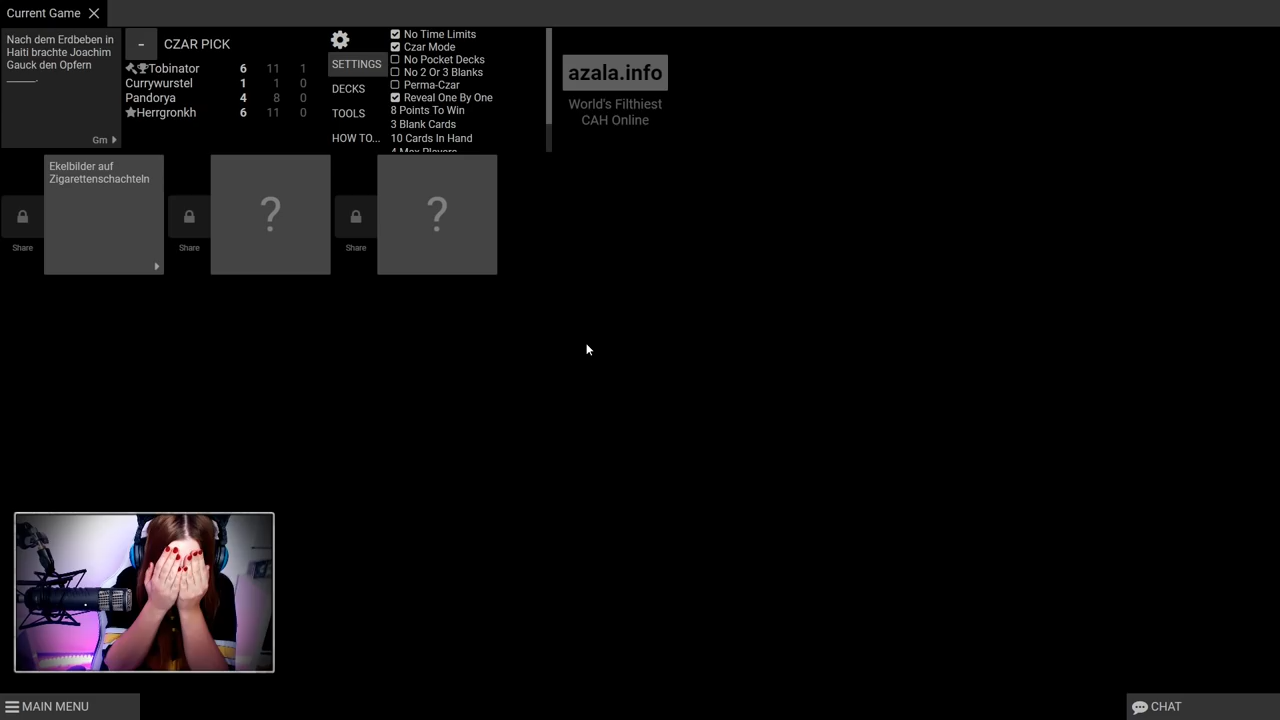 Current Game
Nach dem Erdbeben in
Haiti brachte Joachim
Gauck den Opfern
_____.
Gm
-
CZAR PICK
Tobinator 6 11 1
Currywurstel 1 1 0
Pandorya 4 8 0
Herrgronkh 6 11 0
SETTINGS
DECKS
TOOLS
HOW TO...
No Time Limits
Czar Mode
No Pocket Decks
No 2 Or 3 Blanks
Perma-Czar
Reveal One By One
8 Points To Win
3 Blank Cards
10 Cards In Hand
4 Max Players
azala.info
World's Filthiest
CAH Online
Share
Ekelbilder auf
Zigarettenschachteln
Share
?
Share
?
MAIN MENU
CHAT